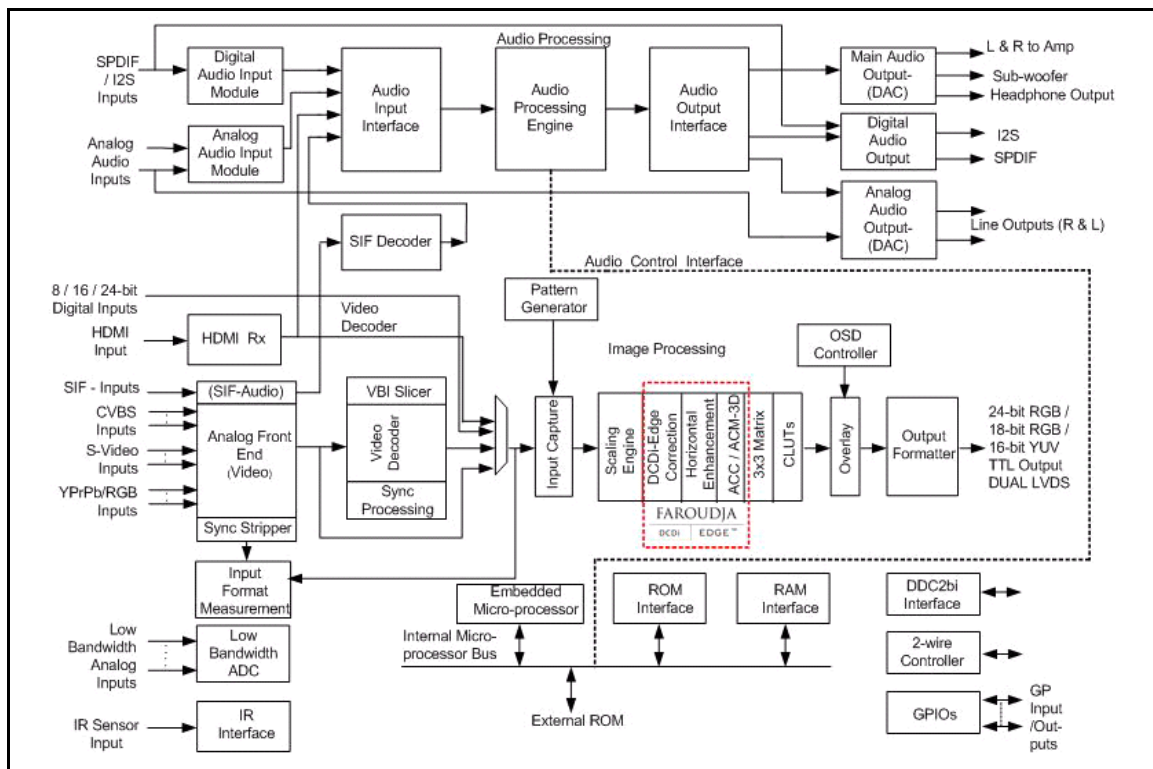 Audio Processing
SPDIF
/ I2S
Inputs
Digital
Audio Input
Module
Analog
Audio
Inputs
Analog
Audio Input
Module
Audio
Input
Interface
Audio
Processing
Engine
Audio
Output
Interface
Main Audio
Output-
(DAC)
L & R to Amp
Sub-woofer
Headphone Output
Digital
Audio
Output
I2S
SPDIF
Analog
Audio
Output-
(DAC)
Line Outputs (R & L)
SIF Decoder
Audio Control Interface
8 / 16 / 24-bit
Digital Inputs
Video
Decoder
HDMI
Input
HDMI Rx
Pattern
Generator
Image Processing
OSD
Controller
SIF - Inputs
CVBS
Inputs
S-Video
Inputs
YPrPb/RGB
Inputs
(SIF-Audio)
Analog Front
End
(Video)
Sync Stripper
VBI Slicer
Video
Decoder
Sync
Processing
Input Capture
Scaling
Engine
DCDi-Edge
Correction
Horizontal
Enhancement
ACC / ACM-3D
3x3 Matrix
CLUTs
FAROUDJA
DCDi EDGE™
Overlay
Output
Formatter
24-bit RGB /
18-bit RGB /
16-bit YUV
TTL Output
DUAL LVDS
Input
Format
Measurement
Low
Bandwidth
Analog
Inputs
Low
Bandwidth
ADC
IR Sensor
Input
IR
Interface
Embedded
Micro-processor
ROM
Interface
RAM
Interface
Internal Micro-
processor Bus
External ROM
DDC2bi
Interface
2-wire
Controller
GPIOs
GP
Input
/Out-
puts